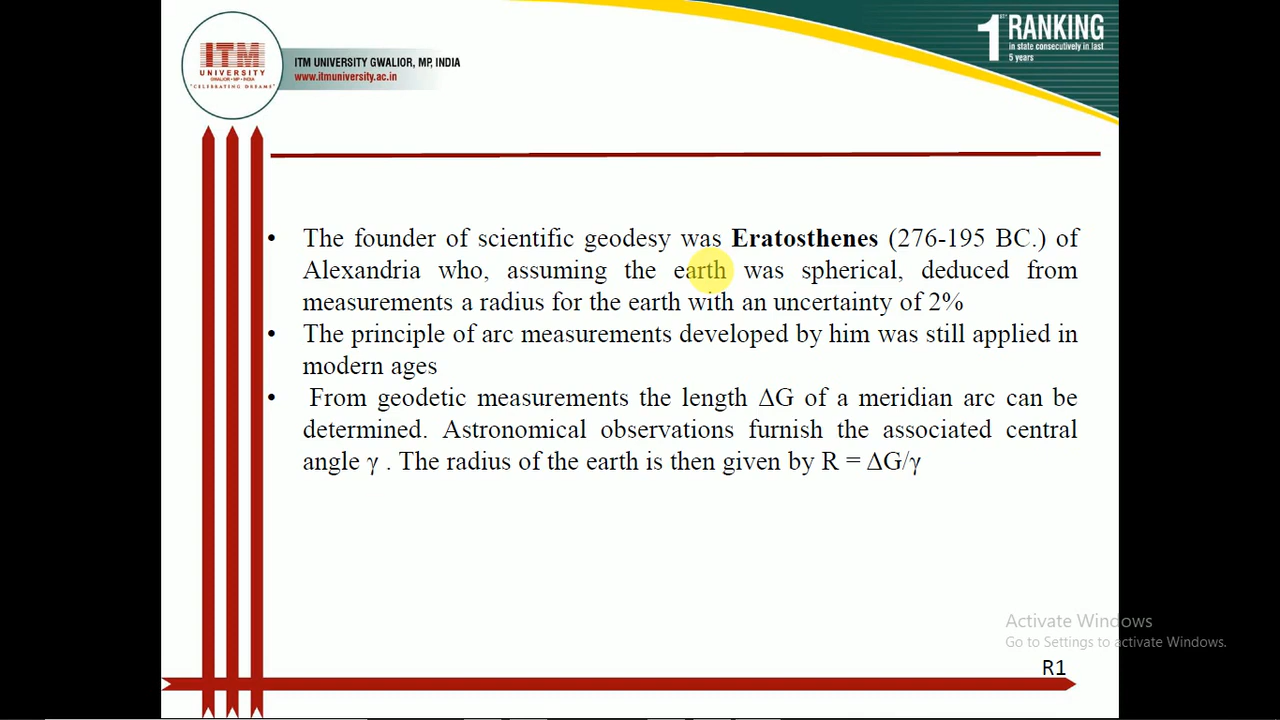 ITM
UNIVERSITY
GWALIOR • MP • INDIA
"CELEBRATING DREAMS"
ITM UNIVERSITY GWALIOR, MP, INDIA
www.itmuniversity.ac.in
1ST RANKING
in state consecutively in last
5 years
• The founder of scientific geodesy was Eratosthenes (276-195 BC.) of
Alexandria who, assuming the earth was spherical, deduced from
measurements a radius for the earth with an uncertainty of 2%
• The principle of arc measurements developed by him was still applied in
modern ages
• From geodetic measurements the length ΔG of a meridian arc can be
determined. Astronomical observations furnish the associated central
angle γ . The radius of the earth is then given by R = ΔG/γ
Activate Windows
Go to Settings to activate Windows.
R1